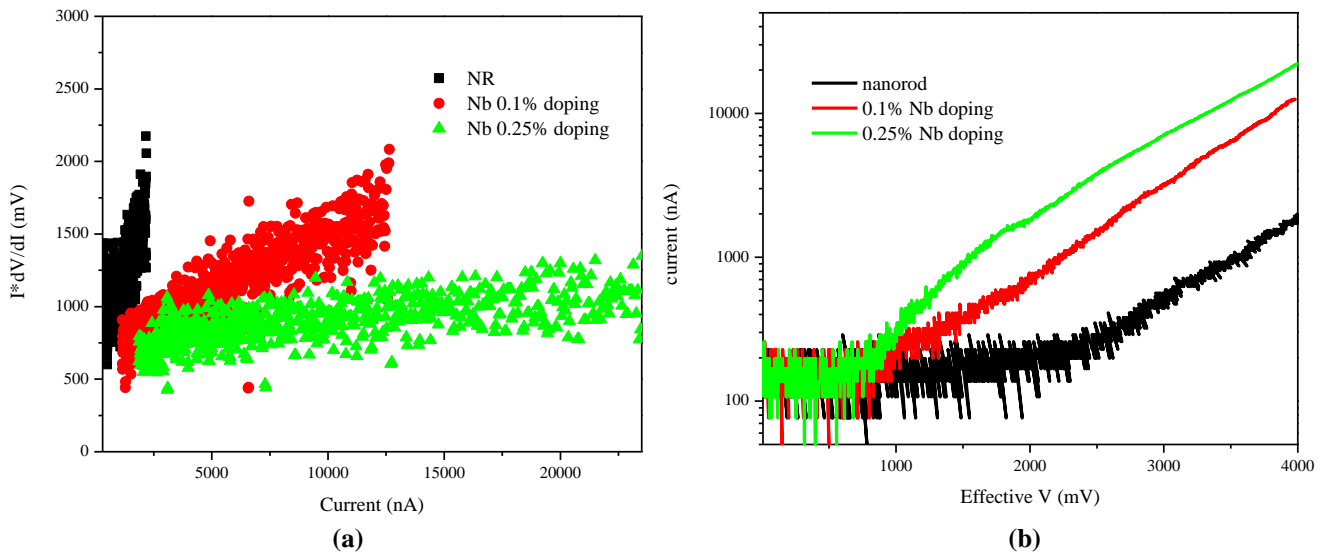 3000
2500
2000
1500
1000
500
0
I*dV/dI (mV)
NR
Nb 0.1% doping
Nb 0.25% doping
5000
10000
15000
20000
Current (nA)
(a)
10000
1000
100
current (nA)
nanorod
0.1% Nb doping
0.25% Nb doping
1000
2000
3000
4000
Effective V (mV)
(b)